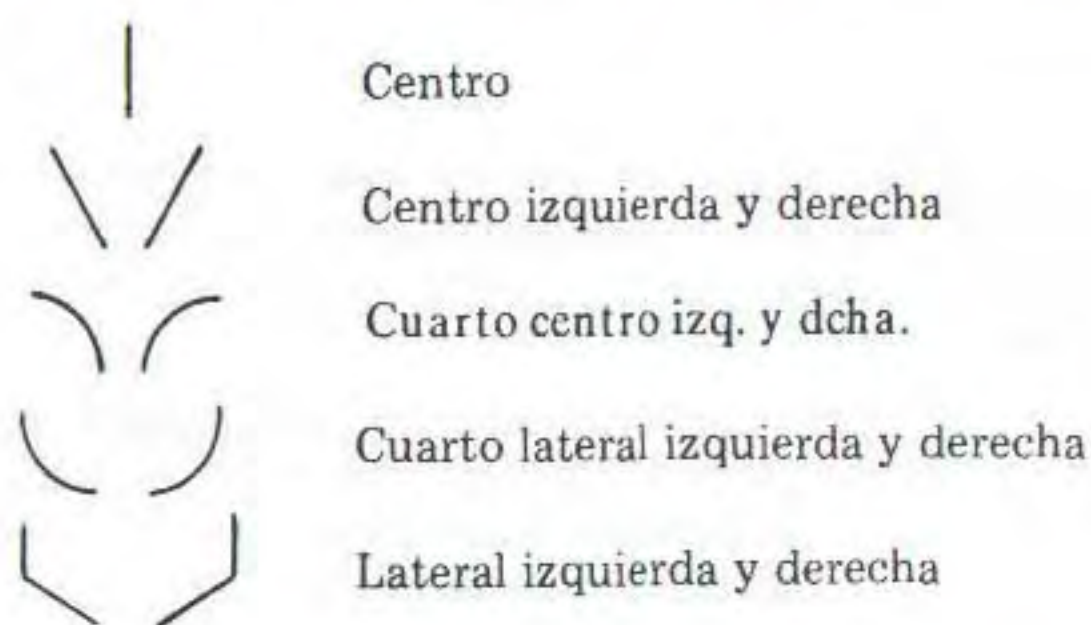 Centro
Centro izquierda y derecha
Cuarto centro izq. y dcha.
Cuarto lateral izquierda y derecha
Lateral izquierda y derecha